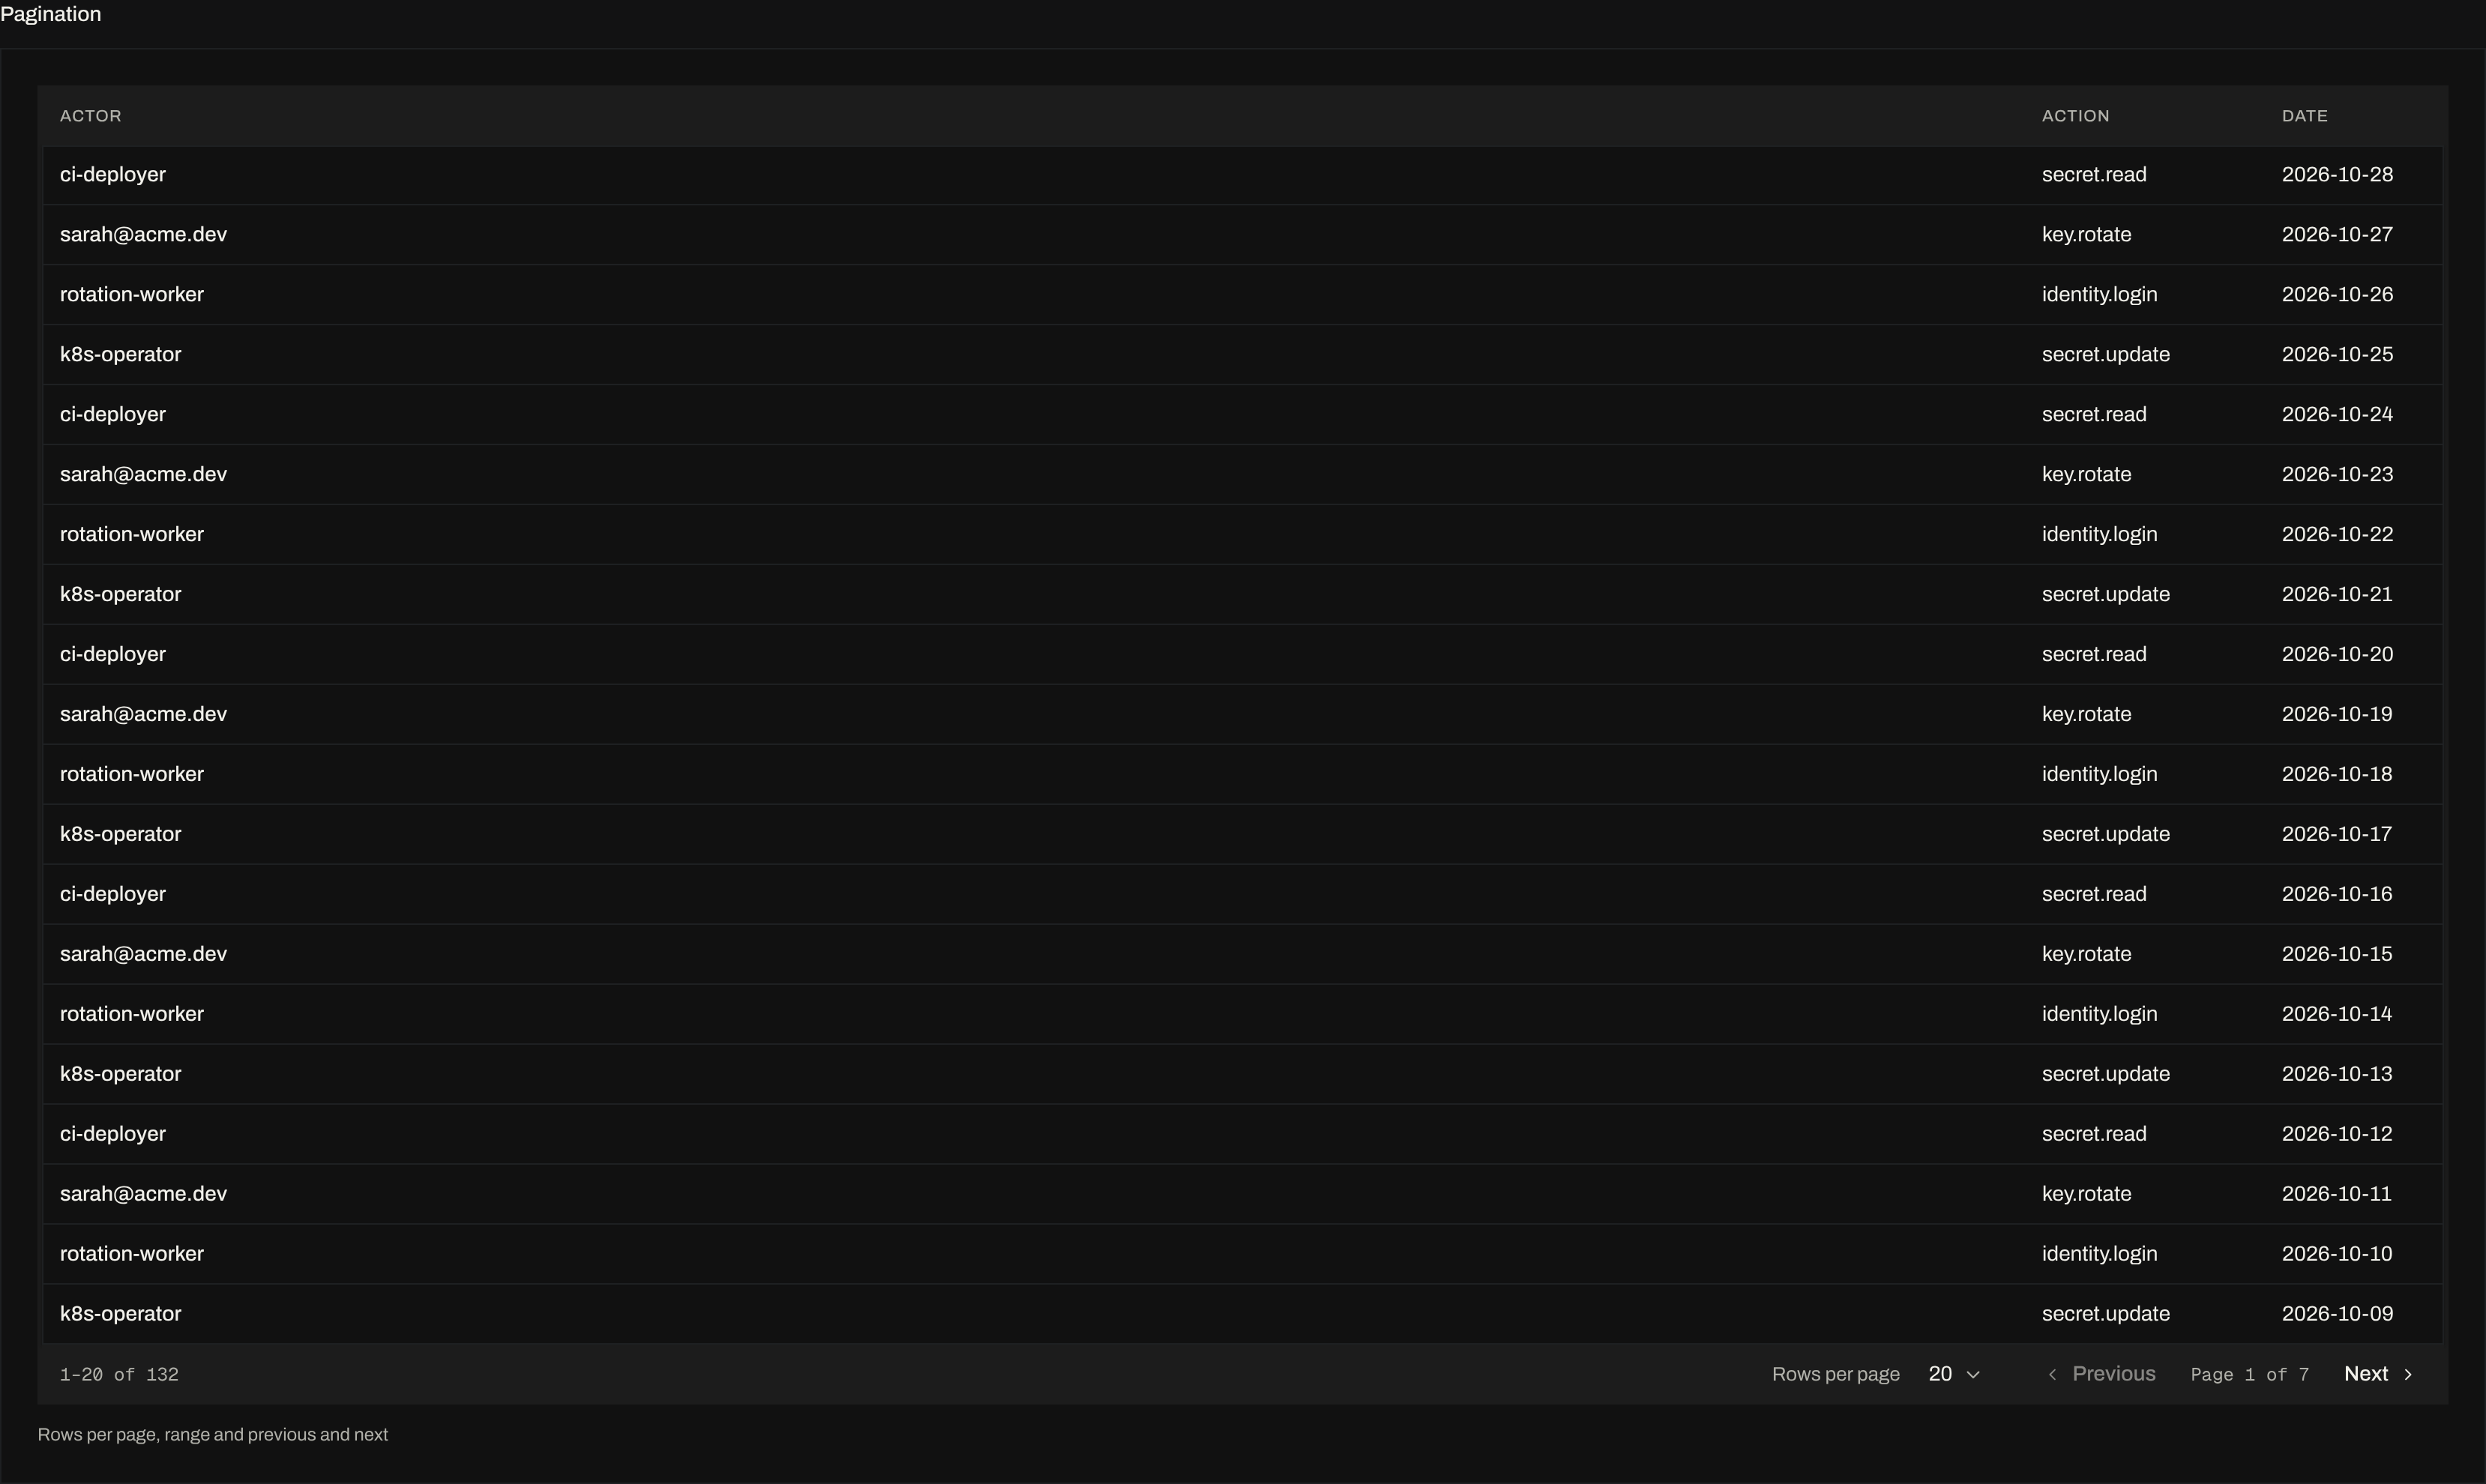 Pagination
ACTOR ACTION DATE
ci-deployer secret.read 2026-10-28
sarah@acme.dev key.rotate 2026-10-27
rotation-worker identity.login 2026-10-26
k8s-operator secret.update 2026-10-25
ci-deployer secret.read 2026-10-24
sarah@acme.dev key.rotate 2026-10-23
rotation-worker identity.login 2026-10-22
k8s-operator secret.update 2026-10-21
ci-deployer secret.read 2026-10-20
sarah@acme.dev key.rotate 2026-10-19
rotation-worker identity.login 2026-10-18
k8s-operator secret.update 2026-10-17
ci-deployer secret.read 2026-10-16
sarah@acme.dev key.rotate 2026-10-15
rotation-worker identity.login 2026-10-14
k8s-operator secret.update 2026-10-13
ci-deployer secret.read 2026-10-12
sarah@acme.dev key.rotate 2026-10-11
rotation-worker identity.login 2026-10-10
k8s-operator secret.update 2026-10-09
1–20 of 132 Rows per page 20 Previous Page 1 of 7 Next
Rows per page, range and previous and next